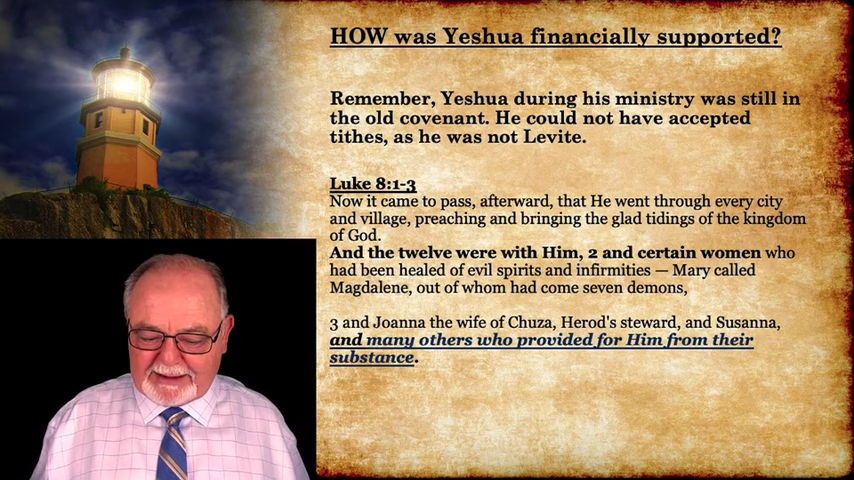 HOW was Yeshua financially supported?
Remember, Yeshua during his ministry was still in
the old covenant. He could not have accepted
tithes, as he was not Levite.
Luke 8:1-3
Now it came to pass, afterward, that He went through every city
and village, preaching and bringing the glad tidings of the kingdom
of God.
And the twelve were with Him, 2 and certain women who
had been healed of evil spirits and infirmities — Mary called
Magdalene, out of whom had come seven demons,
3 and Joanna the wife of Chuza, Herod's steward, and Susanna,
and many others who provided for Him from their
substance.